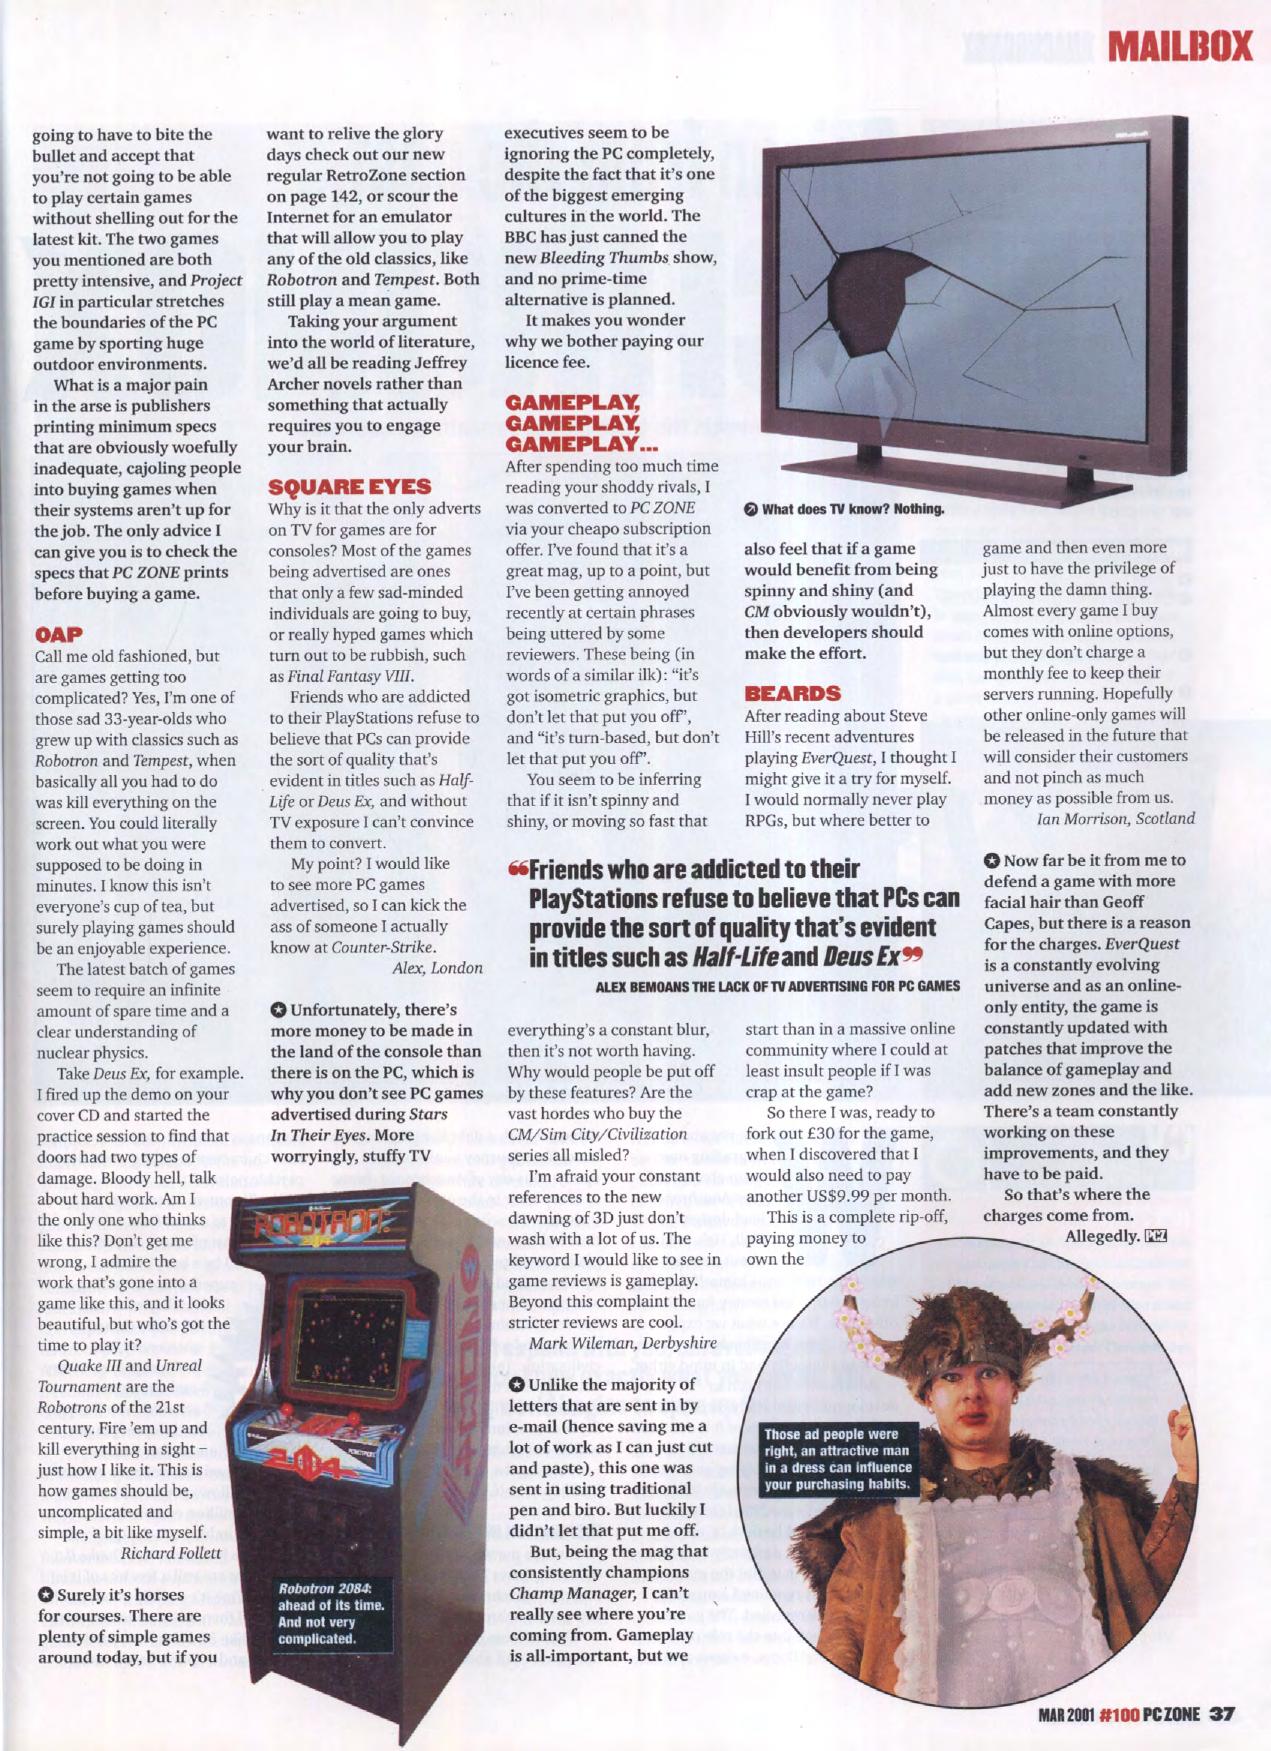 MAILBOX
going to have to bite the
bullet and accept that
you're not going to be able
to play certain games
without shelling out for the
latest kit. The two games
you mentioned are both
pretty intensive, and Project
IGI in particular stretches
the boundaries of the PC
game by sporting huge
outdoor environments.
What is a major pain
in the arse is publishers
printing minimum specs
that are obviously woefully
inadequate, cajoling people
into buying games when
their systems aren't up for
the job. The only advice I
can give you is to check the
specs that PC ZONE prints
before buying a game.
OAP
Call me old fashioned, but
are games getting too
complicated? Yes, I'm one of
those sad 33-year-olds who
grew up with classics such as
Robotron and Tempest, when
basically all you had to do
was kill everything on the
screen. You could literally
work out what you were
supposed to be doing in
minutes. I know this isn't
everyone's cup of tea, but
surely playing games should
be an enjoyable experience.
The latest batch of games
seem to require an infinite
amount of spare time and a
clear understanding of
nuclear physics.
Take Deus Ex, for example.
I fired up the demo on your
cover CD and started the
practice session to find that
doors had two types of
damage. Bloody hell, talk
about hard work. Am I
the only one who thinks
like this? Don't get me
wrong, I admire the
work that's gone into a
game like this, and it looks
beautiful, but who's got the
time to play it?
Quake III and Unreal
Tournament are the
Robotrons of the 21st
century. Fire 'em up and
kill everything in sight –
just how I like it. This is
how games should be,
uncomplicated and
simple, a bit like myself.
Richard Follett
Surely it's horses
for courses. There are
plenty of simple games
around today, but if you
want to relive the glory
days check out our new
regular RetroZone section
on page 142, or scour the
Internet for an emulator
that will allow you to play
any of the old classics, like
Robotron and Tempest. Both
still play a mean game.
Taking your argument
into the world of literature,
we'd all be reading Jeffrey
Archer novels rather than
something that actually
requires you to engage
your brain.
SQUARE EYES
Why is it that the only adverts
on TV for games are for
consoles? Most of the games
being advertised are ones
that only a few sad-minded
individuals are going to buy,
or really hyped games which
turn out to be rubbish, such
as Final Fantasy VIII.
Friends who are addicted
to their PlayStations refuse to
believe that PCs can provide
the sort of quality that's
evident in titles such as Half-
Life or Deus Ex, and without
TV exposure I can't convince
them to convert.
My point? I would like
to see more PC games
advertised, so I can kick the
ass of someone I actually
know at Counter-Strike.
Alex, London
Unfortunately, there's
more money to be made in
the land of the console than
there is on the PC, which is
why you don't see PC games
advertised during Stars
In Their Eyes. More
worryingly, stuffy TV
ROBOTRON
2084
ROBOTRON
2084
Robotron 2084:
ahead of its time.
And not very
complicated.
executives seem to be
ignoring the PC completely,
despite the fact that it's one
of the biggest emerging
cultures in the world. The
BBC has just canned the
new Bleeding Thumbs show,
and no prime-time
alternative is planned.
It makes you wonder
why we bother paying our
licence fee.
GAMEPLAY,
GAMEPLAY,
GAMEPLAY...
After spending too much time
reading your shoddy rivals, I
was converted to PC ZONE
via your cheapo subscription
offer. I've found that it's a
great mag, up to a point, but
I've been getting annoyed
recently at certain phrases
being uttered by some
reviewers. These being (in
words of a similar ilk): "it's
got isometric graphics, but
don't let that put you off",
and "it's turn-based, but don't
let that put you off".
You seem to be inferring
that if it isn't spinny and
shiny, or moving so fast that
"Friends who are addicted to their
PlayStations refuse to believe that PCs can
provide the sort of quality that's evident
in titles such as Half-Life and Deus Ex"
ALEX BEMOANS THE LACK OF TV ADVERTISING FOR PC GAMES
everything's a constant blur,
then it's not worth having.
Why would people be put off
by these features? Are the
vast hordes who buy the
CM/Sim City/Civilization
series all misled?
I'm afraid your constant
references to the new
dawning of 3D just don't
wash with a lot of us. The
keyword I would like to see in
game reviews is gameplay.
Beyond this complaint the
stricter reviews are cool.
Mark Wileman, Derbyshire
Unlike the majority of
letters that are sent in by
e-mail (hence saving me a
lot of work as I can just cut
and paste), this one was
sent in using traditional
pen and biro. But luckily I
didn't let that put me off.
But, being the mag that
consistently champions
Champ Manager, I can't
really see where you're
coming from. Gameplay
is all-important, but we
What does TV know? Nothing.
also feel that if a game
would benefit from being
spinny and shiny (and
CM obviously wouldn't),
then developers should
make the effort.
BEARDS
After reading about Steve
Hill's recent adventures
playing EverQuest, I thought I
might give it a try for myself.
I would normally never play
RPGs, but where better to
start than in a massive online
community where I could at
least insult people if I was
crap at the game?
So there I was, ready to
fork out £30 for the game,
when I discovered that I
would also need to pay
another US$9.99 per month.
This is a complete rip-off,
paying money to
own the
game and then even more
just to have the privilege of
playing the damn thing.
Almost every game I buy
comes with online options,
but they don't charge a
monthly fee to keep their
servers running. Hopefully
other online-only games will
be released in the future that
will consider their customers
and not pinch as much
money as possible from us.
Ian Morrison, Scotland
Now far be it from me to
defend a game with more
facial hair than Geoff
Capes, but there is a reason
for the charges. EverQuest
is a constantly evolving
universe and as an online-
only entity, the game is
constantly updated with
patches that improve the
balance of gameplay and
add new zones and the like.
There's a team constantly
working on these
improvements, and they
have to be paid.
So that's where the
charges come from.
Allegedly. PCZ
Those ad people were
right, an attractive man
in a dress can influence
your purchasing habits.
MAR 2001 #100 PC ZONE 37